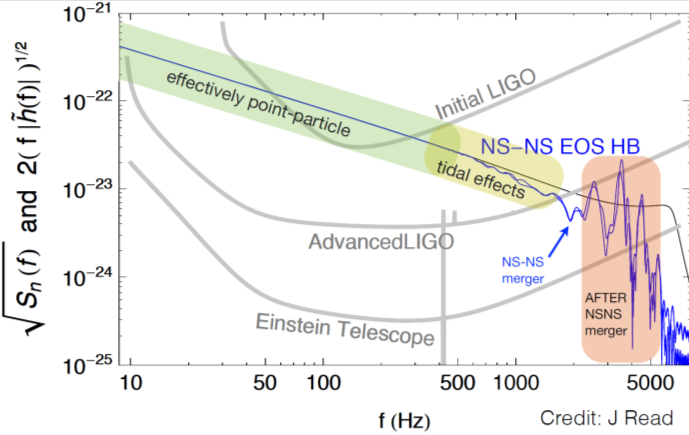 10−21
10−22
10−23
10−24
10−25
√Sn(f) and 2(f|h̃(f)|)1/2
effectively point-particle
Initial LIGO
NS−NS EOS HB
tidal effects
AdvancedLIGO
NS-NS
merger
Einstein Telescope
AFTER
NSNS
merger
10 50 100 500 1000 5000
f (Hz)
Credit: J Read